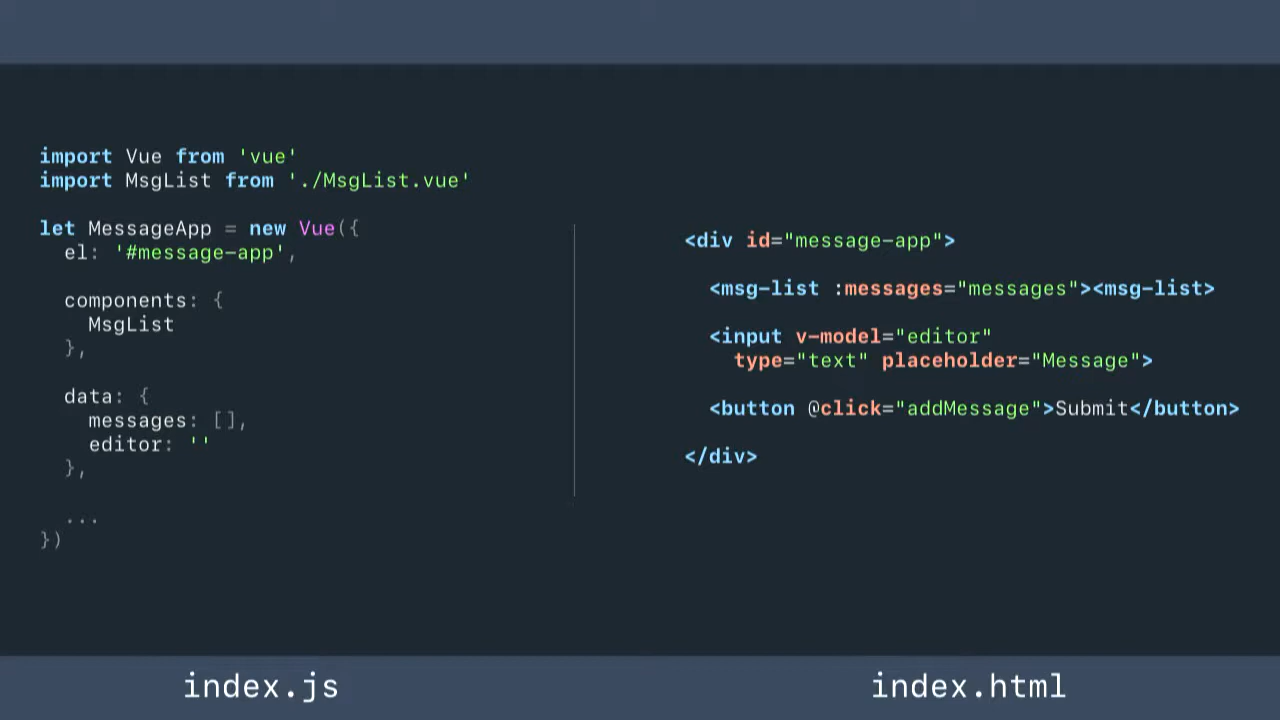 import Vue from 'vue'
import MsgList from './MsgList.vue'
let MessageApp = new Vue({
el: '#message-app',
components: {
MsgList
},
data: {
messages: [],
editor: ''
},
...
})
<div id="message-app">
<msg-list :messages="messages"><msg-list>
<input v-model="editor"
type="text" placeholder="Message">
<button @click="addMessage">Submit</button>
</div>
index.js
index.html